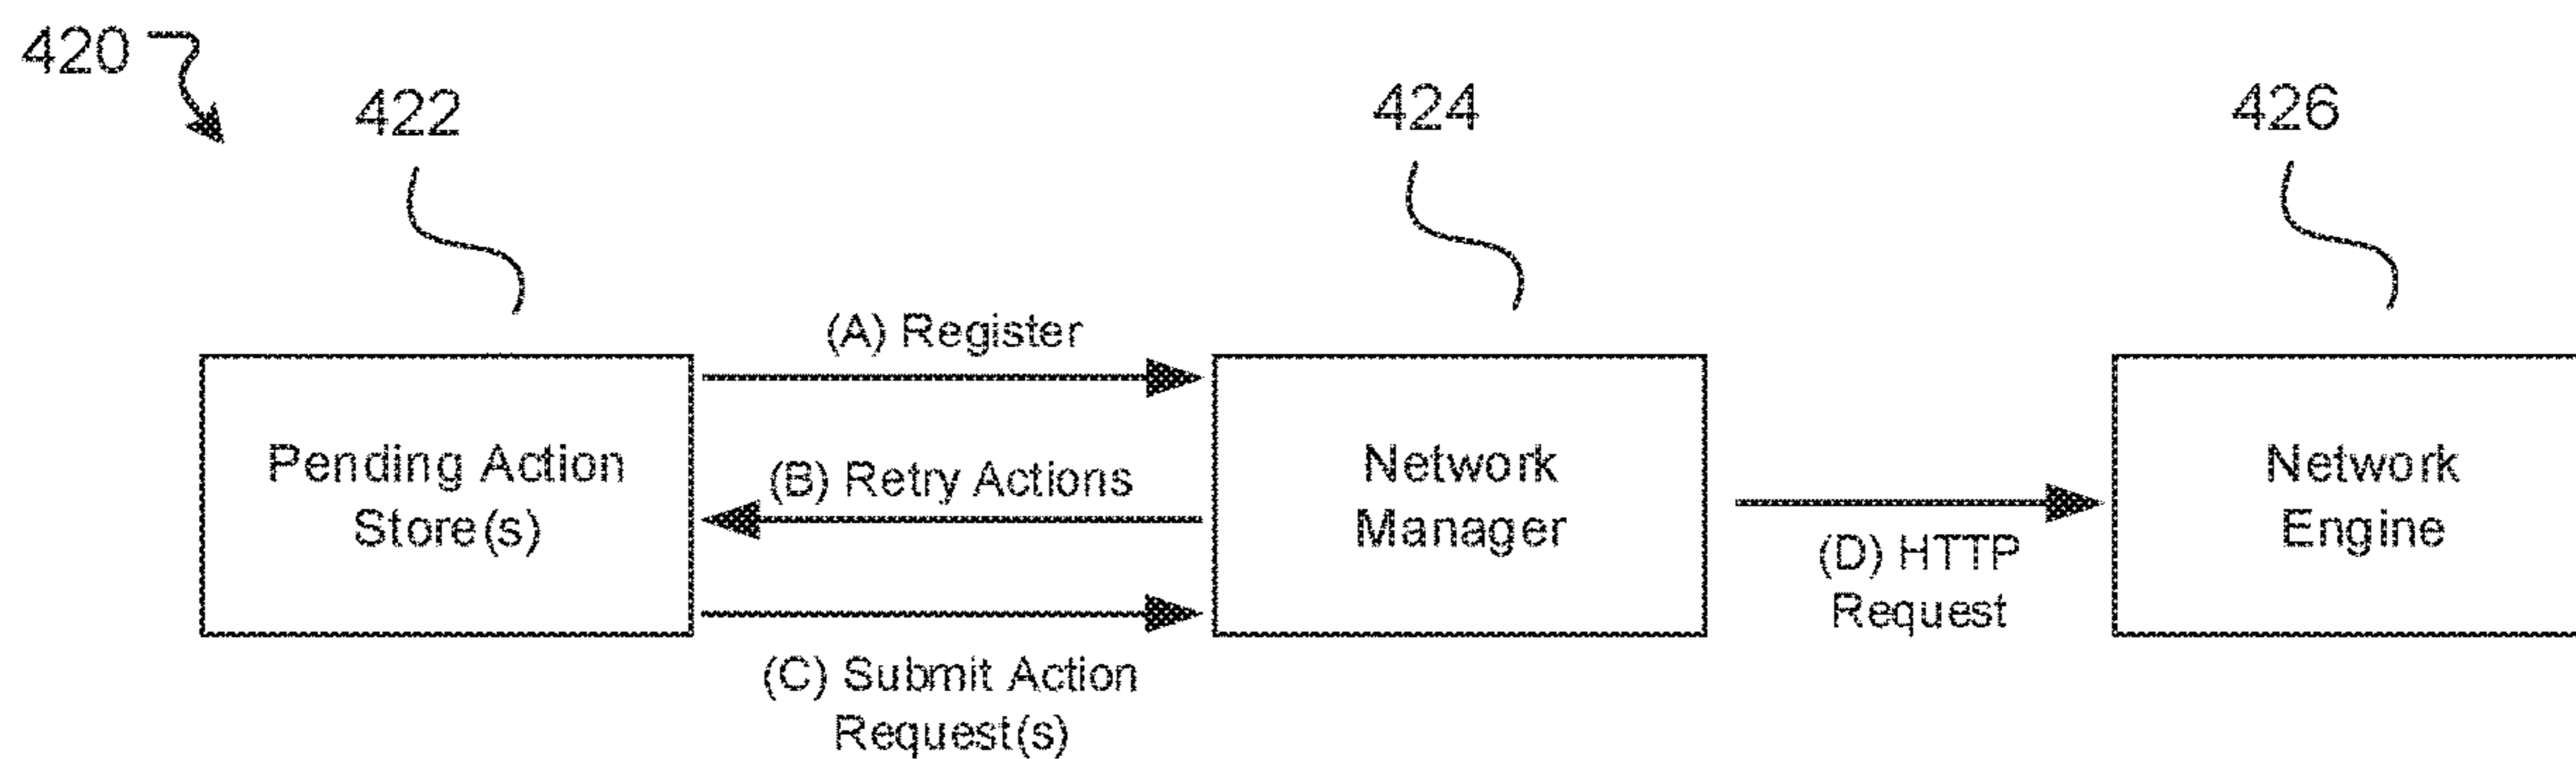 420
422
424
426
(A) Register
Pending Action
Store(s)
(B) Retry Actions
(C) Submit Action
Request(s)
Network
Manager
(D) HTTP
Request
Network
Engine